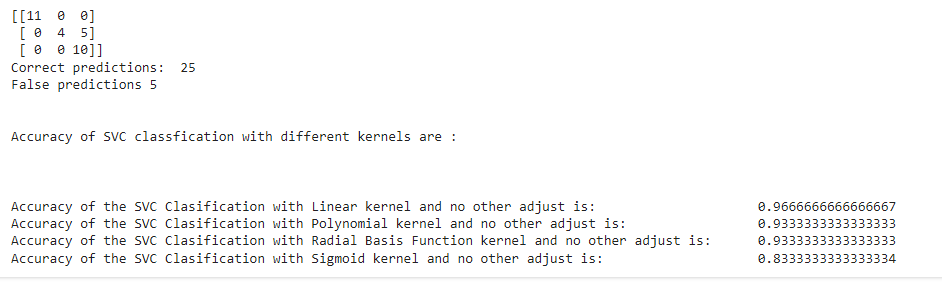 [[11  0  0]
 [ 0  4  5]
 [ 0  0 10]]
Correct predictions:  25
False predictions 5
Accuracy of SVC classfication with different kernels are :
Accuracy of the SVC Clasification with Linear kernel and no other adjust is: 0.9666666666666667
Accuracy of the SVC Clasification with Polynomial kernel and no other adjust is: 0.9333333333333333
Accuracy of the SVC Clasification with Radial Basis Function kernel and no other adjust is: 0.9333333333333333
Accuracy of the SVC Clasification with Sigmoid kernel and no other adjust is: 0.8333333333333334